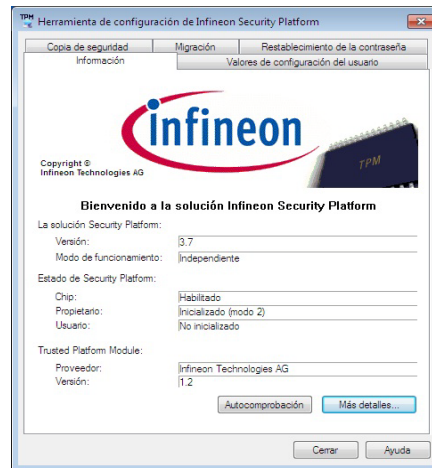 TPM Herramienta de configuración de Infineon Security Platform
Copia de seguridad Migración Restablecimiento de la contraseña
Información Valores de configuración del usuario
infineon
TPM
Copyright ©
Infineon Technologies AG
Bienvenido a la solución Infineon Security Platform
La solución Security Platform:
Versión: 3.7
Modo de funcionamiento: Independiente
Estado de Security Platform:
Chip: Habilitado
Propietario: Inicializado (modo 2)
Usuario: No inicializado
Trusted Platform Module:
Proveedor: Infineon Technologies AG
Versión: 1.2
Autocomprobación Más detalles...
Cerrar Ayuda